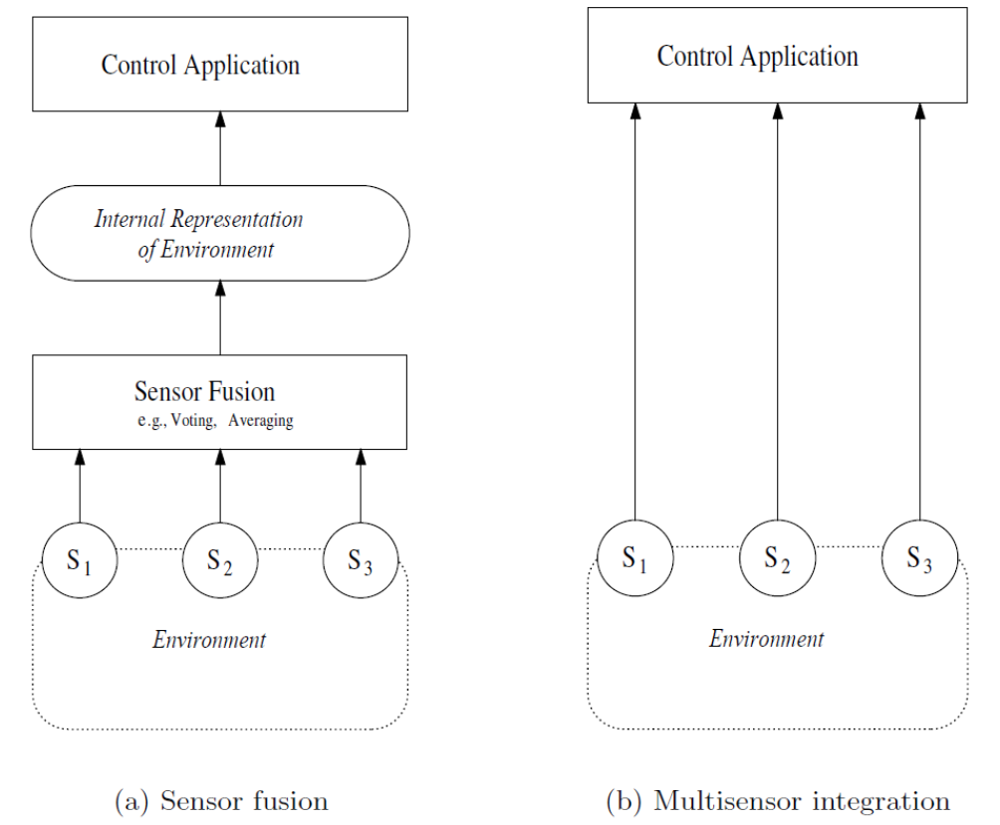 Control Application
Internal Representation
of Environment
Sensor Fusion
e.g., Voting, Averaging
S1
S2
S3
Environment
(a) Sensor fusion
Control Application
S1
S2
S3
Environment
(b) Multisensor integration